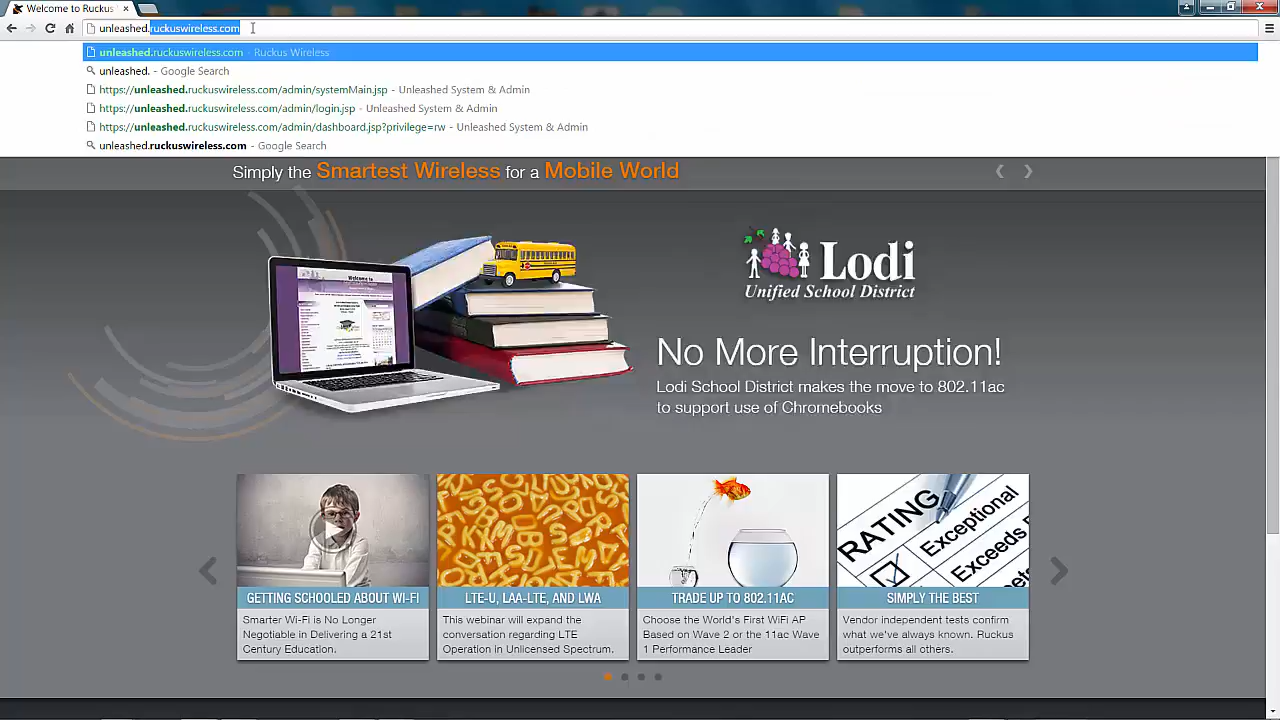 Welcome to Ruckus
unleashed.ruckuswireless.com
unleashed.ruckuswireless.com - Ruckus Wireless
unleashed. - Google Search
https://unleashed.ruckuswireless.com/admin/systemMain.jsp - Unleashed System & Admin
https://unleashed.ruckuswireless.com/admin/login.jsp - Unleashed System & Admin
https://unleashed.ruckuswireless.com/admin/dashboard.jsp?privilege=rw - Unleashed System & Admin
unleashed.ruckuswireless.com - Google Search
Simply the Smartest Wireless for a Mobile World
Welcome to
Lodi
Unified School District
No More Interruption!
Lodi School District makes the move to 802.11ac
to support use of Chromebooks
RATING
Exceptional
Exceeds
GETTING SCHOOLED ABOUT WI-FI
Smarter Wi-Fi is No Longer
Negotiable in Delivering a 21st
Century Education.
LTE-U, LAA-LTE, AND LWA
This webinar will expand the
conversation regarding LTE
Operation in Unlicensed Spectrum.
TRADE UP TO 802.11AC
Choose the World's First WiFi AP
Based on Wave 2 or the 11ac Wave
1 Performance Leader
SIMPLY THE BEST
Vendor independent tests confirm
what we've always known. Ruckus
outperforms all others.